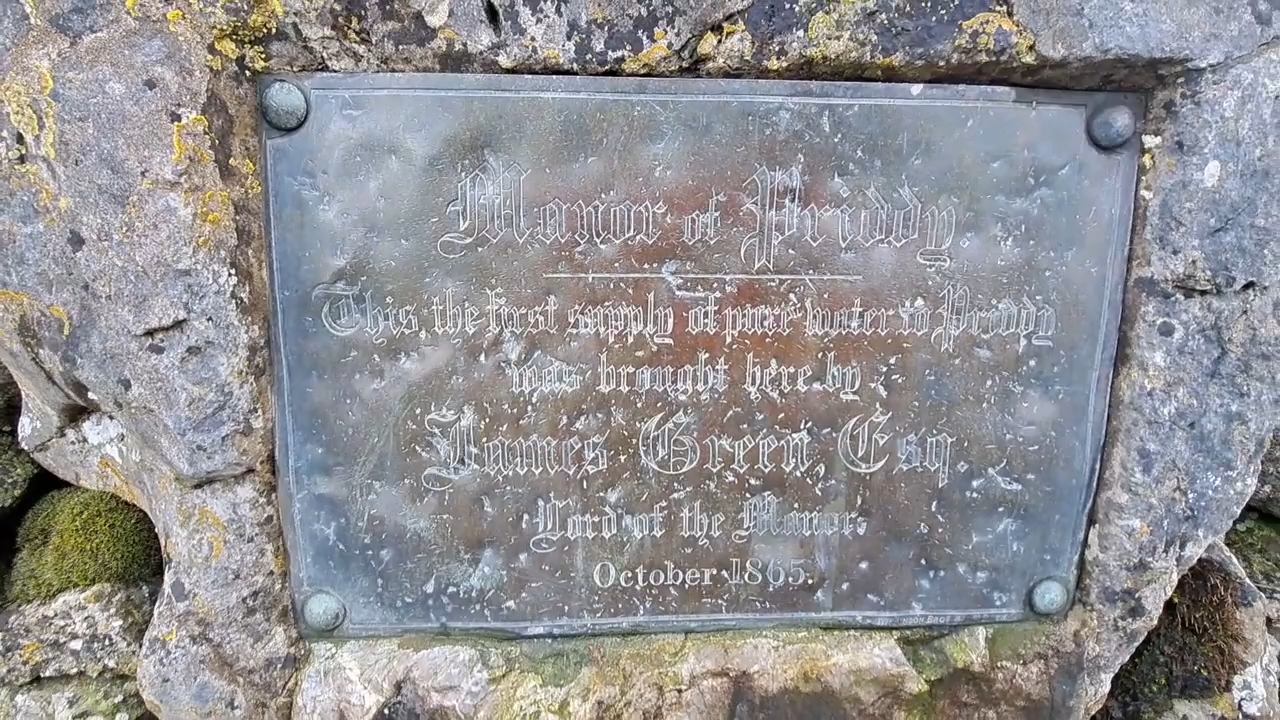 Manor of Priddy.
This, the first supply of pure water to Priddy
was brought here by
James Green, Esq.
Lord of the Manor.
October 1865.